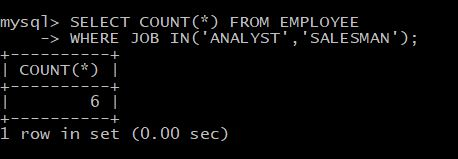 mysql> SELECT COUNT(*) FROM EMPLOYEE
    -> WHERE JOB IN('ANALYST','SALESMAN');
+----------+
| COUNT(*) |
+----------+
|        6 |
+----------+
1 row in set (0.00 sec)